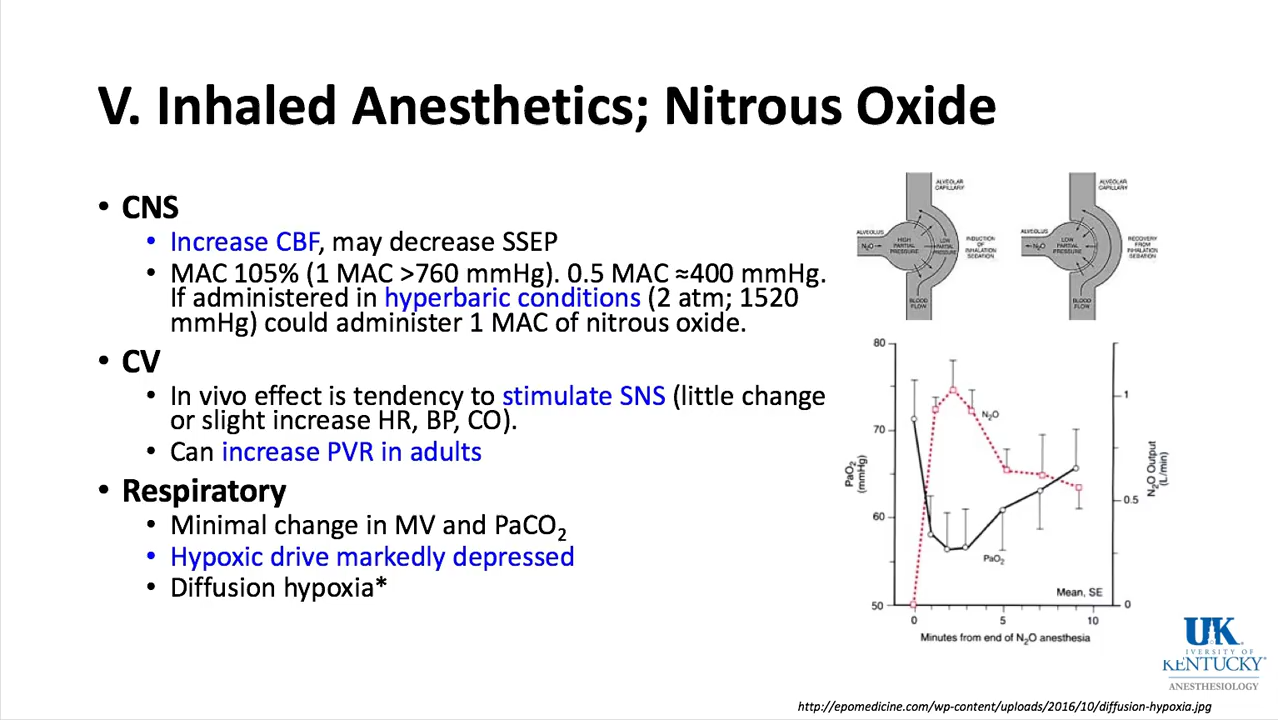 V. Inhaled Anesthetics; Nitrous Oxide
• CNS
• Increase CBF, may decrease SSEP
• MAC 105% (1 MAC >760 mmHg). 0.5 MAC ≈400 mmHg.
If administered in hyperbaric conditions (2 atm; 1520
mmHg) could administer 1 MAC of nitrous oxide.
• CV
• In vivo effect is tendency to stimulate SNS (little change
or slight increase HR, BP, CO).
• Can increase PVR in adults
• Respiratory
• Minimal change in MV and PaCO₂
• Hypoxic drive markedly depressed
• Diffusion hypoxia*
ALVEOLAR
CAPILLARY
ALVEOLUS
N₂O
HIGH
PARTIAL
PRESSURE
LOW
PARTIAL
PRESSURE
INDUCTION
OF
INHALATION
SEDATION
BLOOD
FLOW
ALVEOLAR
CAPILLARY
ALVEOLUS
N₂O
LOW
PARTIAL
PRESSURE
RECOVERY
FROM
INHALATION
SEDATION
BLOOD
FLOW
80
70
60
50
PaO₂
(mmHg)
N₂O
PaO₂
Mean, SE
1
0.5
0
N₂O Output
(L/min)
0
5
10
Minutes from end of N₂O anesthesia
UK
IVERSITY OF
KENTUCKY
ANESTHESIOLOGY
http://epomedicine.com/wp-content/uploads/2016/10/diffusion-hypoxia.jpg